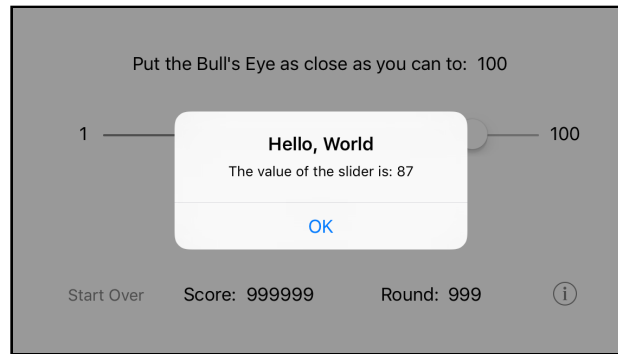 Put the Bull's Eye as close as you can to: 100
1 100
Hello, World
The value of the slider is: 87
OK
Start Over Score: 999999 Round: 999 i